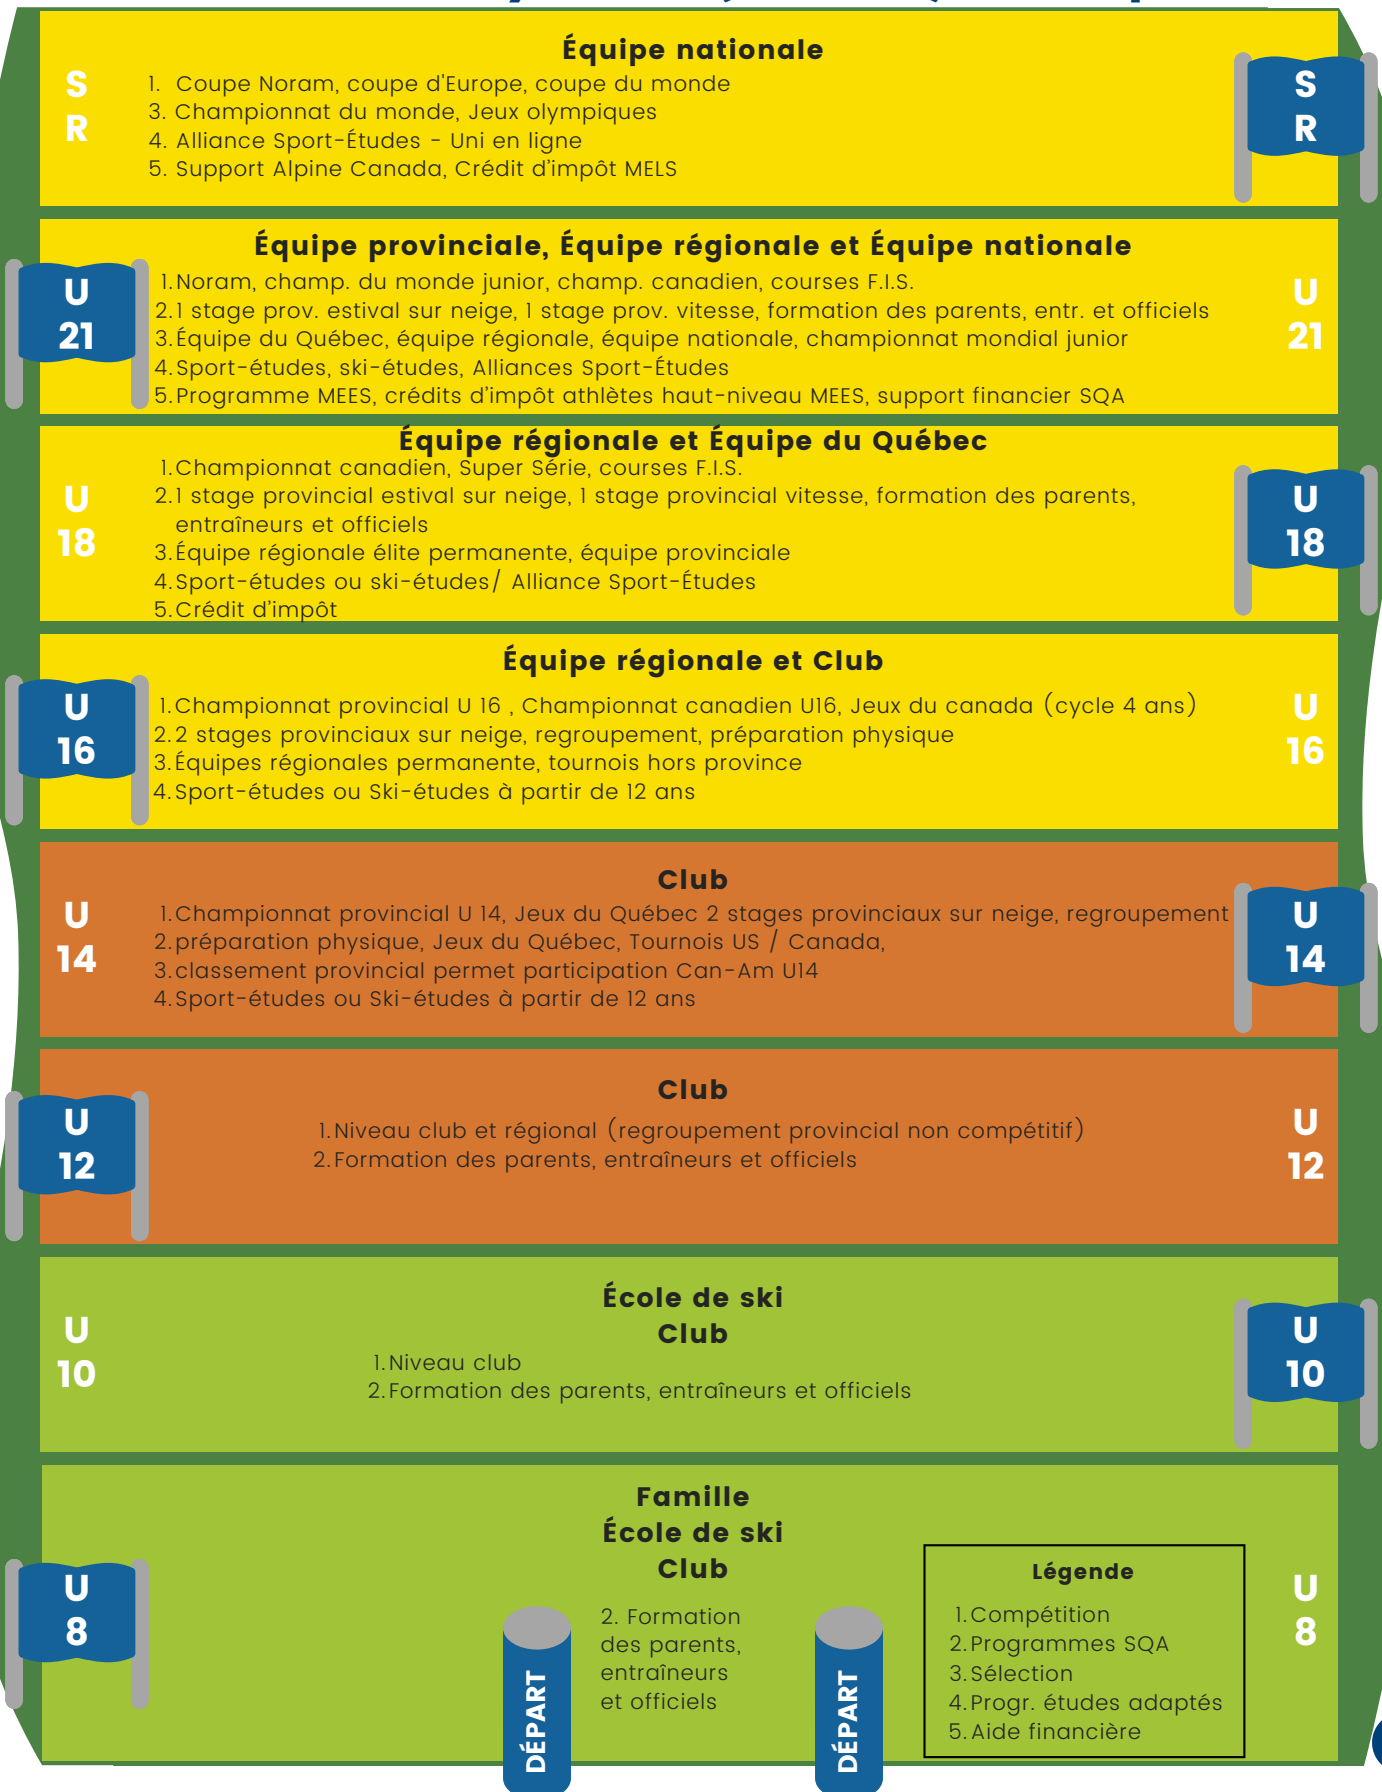 Équipe nationale
S
R
1. Coupe Noram, coupe d'Europe, coupe du monde
3. Championnat du monde, Jeux olympiques
4. Alliance Sport-Études - Uni en ligne
5. Support Alpine Canada, Crédit d'impôt MELS
S
R
Équipe provinciale, Équipe régionale et Équipe nationale
U
21
1. Noram, champ. du monde junior, champ. canadien, courses F.I.S.
2. 1 stage prov. estival sur neige, 1 stage prov. vitesse, formation des parents, entr. et officiels
3. Équipe du Québec, équipe régionale, équipe nationale, championnat mondial junior
4. Sport-études, ski-études, Alliances Sport-Études
5. Programme MEES, crédits d'impôt athlètes haut-niveau MEES, support financier SQA
U
21
Équipe régionale et Équipe du Québec
U
18
1. Championnat canadien, Super Série, courses F.I.S.
2. 1 stage provincial estival sur neige, 1 stage provincial vitesse, formation des parents,
entraîneurs et officiels
3. Équipe régionale élite permanente, équipe provinciale
4. Sport-études ou ski-études/ Alliance Sport-Études
5. Crédit d'impôt
U
18
Équipe régionale et Club
U
16
1. Championnat provincial U 16 , Championnat canadien U16, Jeux du canada (cycle 4 ans)
2. 2 stages provinciaux sur neige, regroupement, préparation physique
3. Équipes régionales permanente, tournois hors province
4. Sport-études ou Ski-études à partir de 12 ans
U
16
Club
U
14
1. Championnat provincial U 14, Jeux du Québec 2 stages provinciaux sur neige, regroupement
2. préparation physique, Jeux du Québec, Tournois US / Canada,
3. classement provincial permet participation Can-Am U14
4. Sport-études ou Ski-études à partir de 12 ans
U
14
Club
U
12
1. Niveau club et régional (regroupement provincial non compétitif)
2. Formation des parents, entraîneurs et officiels
U
12
École de ski
Club
U
10
1. Niveau club
2. Formation des parents, entraîneurs et officiels
U
10
Famille
École de ski
Club
U
8
2. Formation
des parents,
entraîneurs
et officiels
DÉPART
DÉPART
Légende
1. Compétition
2. Programmes SQA
3. Sélection
4. Progr. études adaptés
5. Aide financière
U
8